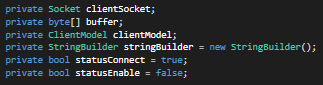 private Socket clientSocket;
private byte[] buffer;
private ClientModel clientModel;
private StringBuilder stringBuilder = new StringBuilder();
private bool statusConnect = true;
private bool statusEnable = false;